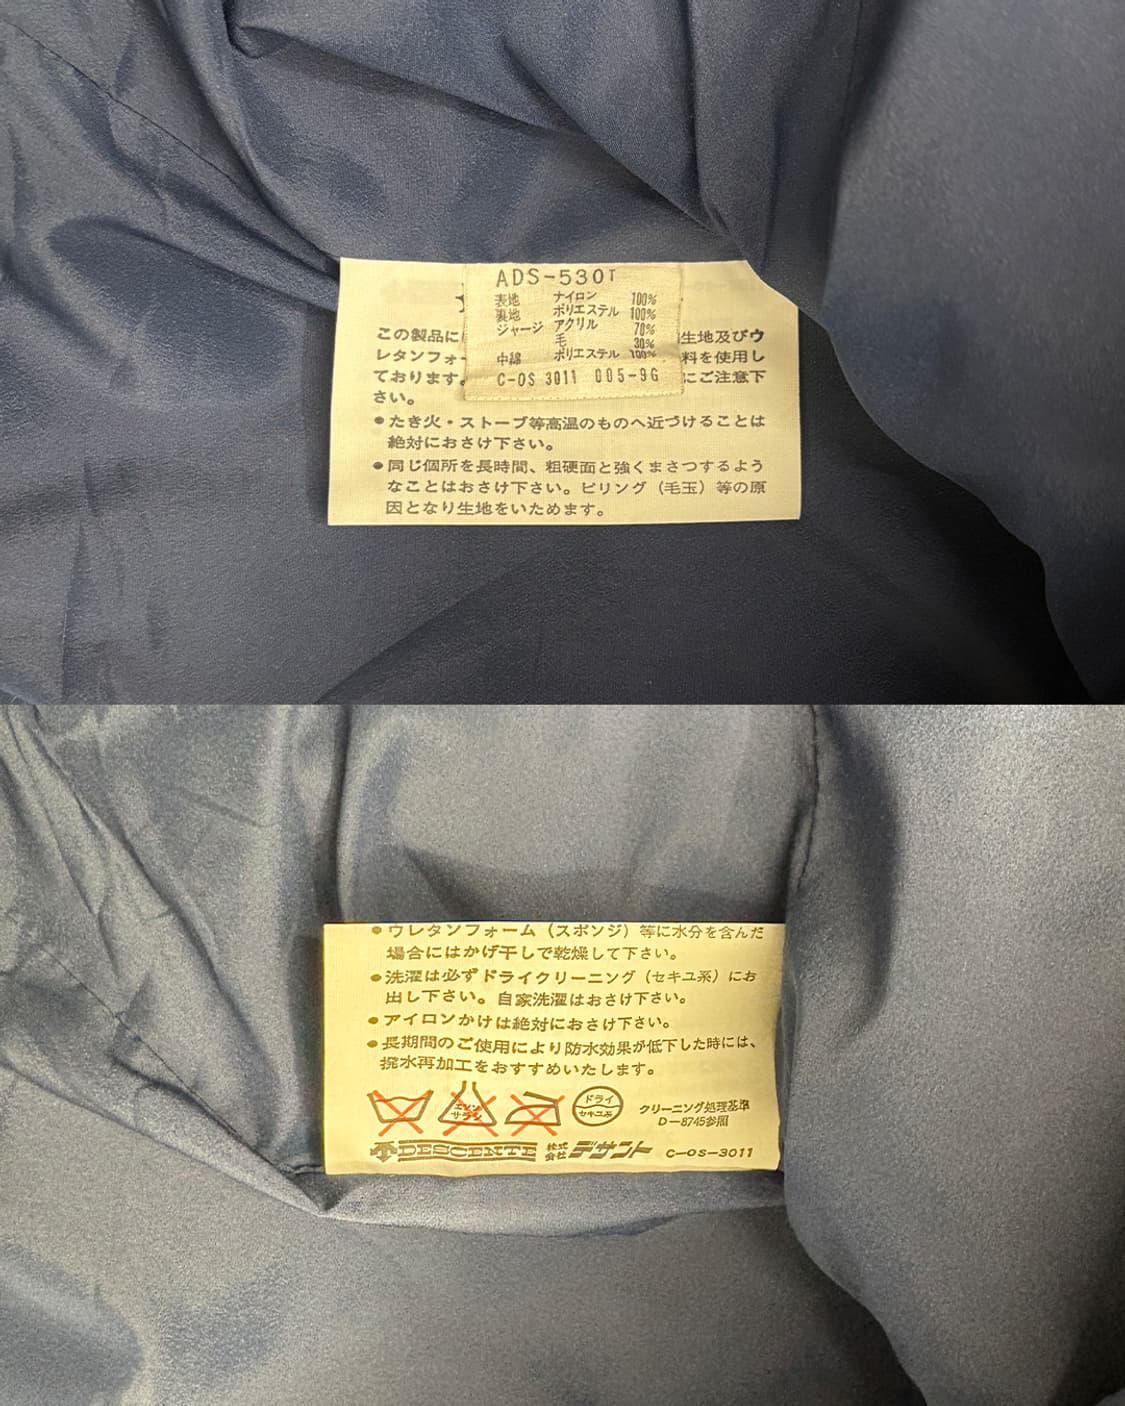 ADS-530T
表地 ナイロン 100%
裏地 ポリエステル 100%
ジャージ アクリル 70%
毛 30%
中綿 ポリエステル 100%
C-OS 3011 005-9G
この製品に 生地及びウ
レタンフォー 料を使用し
ております。 にご注意下
さい。
●たき火・ストーブ等高温のものへ近づけることは
絶対におさけ下さい。
●同じ個所を長時間、粗硬面と強くまさつするよう
なことはおさけ下さい。ピリング（毛玉）等の原
因となり生地をいためます。
●ウレタンフォーム（スポンジ）等に水分を含んだ
場合にはかげ干しで乾燥して下さい。
●洗濯は必ずドライクリーニング（セキユ系）にお
出し下さい。自家洗濯はおさけ下さい。
●アイロンかけは絶対におさけ下さい。
●長期間のご使用により防水効果が低下した時には、
撥水再加工をおすすめいたします。
エンソ
サラシ
ドライ
セキユ系
クリーニング処理基準
D-8745参照
DESCENTE 株式会社 デサント C-OS-3011